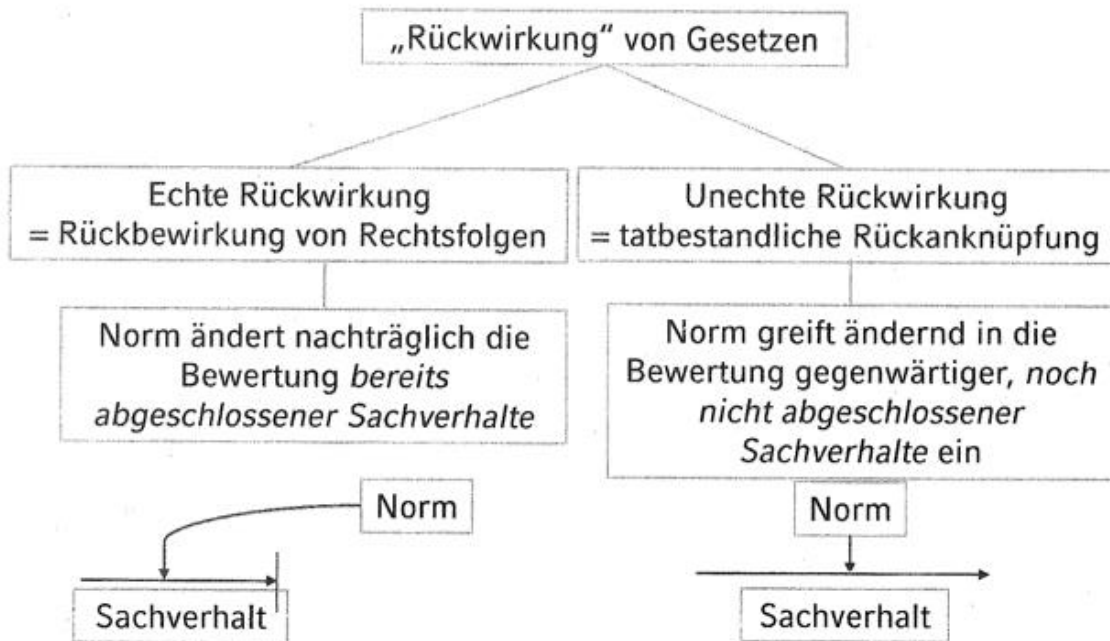 „Rückwirkung“ von Gesetzen
Echte Rückwirkung
= Rückbewirkung von Rechtsfolgen
Unechte Rückwirkung
= tatbestandliche Rückanknüpfung
Norm ändert nachträglich die
Bewertung bereits
abgeschlossener Sachverhalte
Norm greift ändernd in die
Bewertung gegenwärtiger, noch
nicht abgeschlossener
Sachverhalte ein
Norm
Sachverhalt
Norm
Sachverhalt